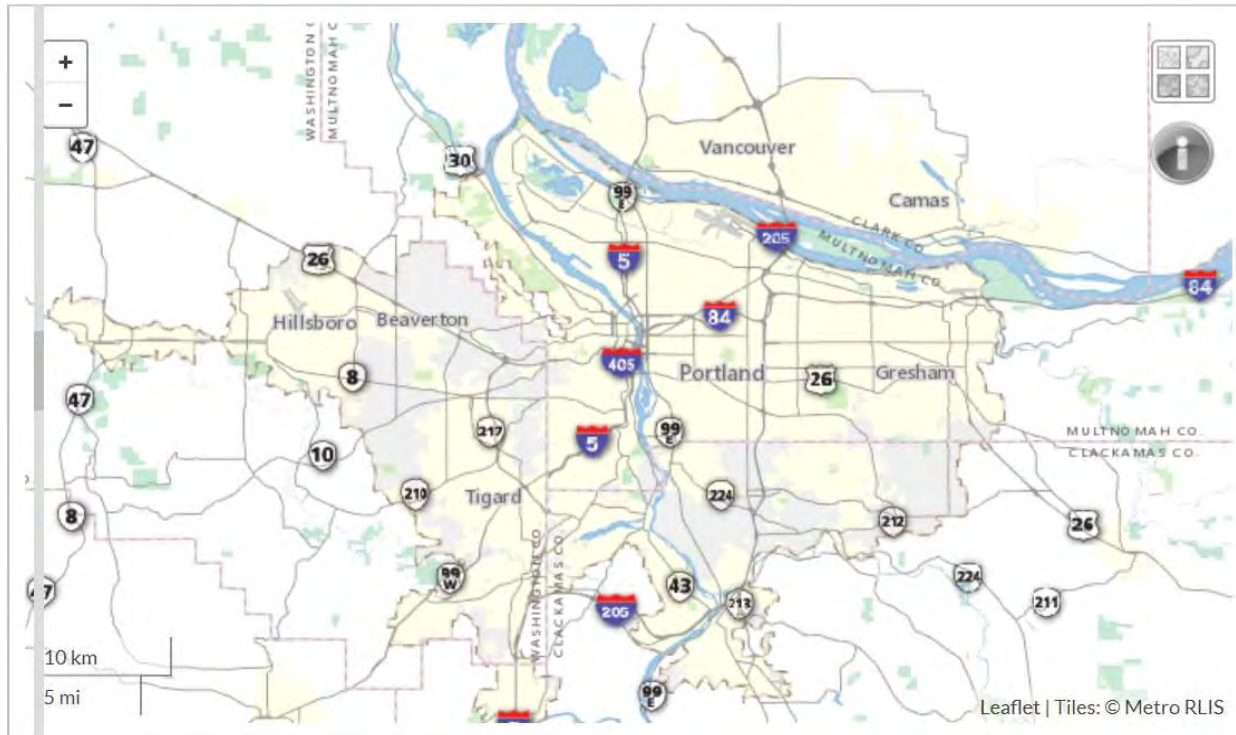 +
−
WASHINGTON C
MULTNOMAH C
47
30
99
E
Vancouver
Camas
CLARK CO.
MULTNOMAH CO.
205
5
26
84
84
Hillsboro
Beaverton
405
Portland
26
Gresham
8
47
217
5
99
E
10
MULTNOMAH CO.
CLACKAMAS CO.
210
Tigard
224
212
26
8
WASHINGTON CO.
CLACKAMAS CO.
99
W
43
213
224
211
47
205
10 km
5 mi
99
E
Leaflet | Tiles: © Metro RLIS